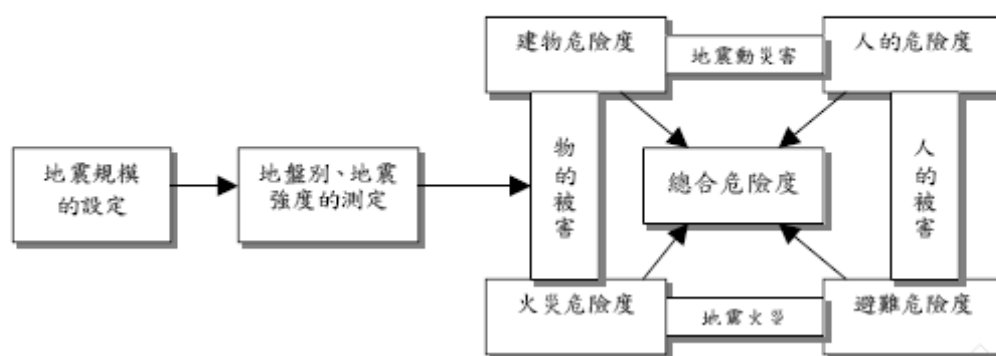 建物危險度
地震動災害
人的危險度
物的被害
人的被害
地震規模
的設定
地盤別、地震
強度的測定
總合危險度
火災危險度
地震火災
避難危險度